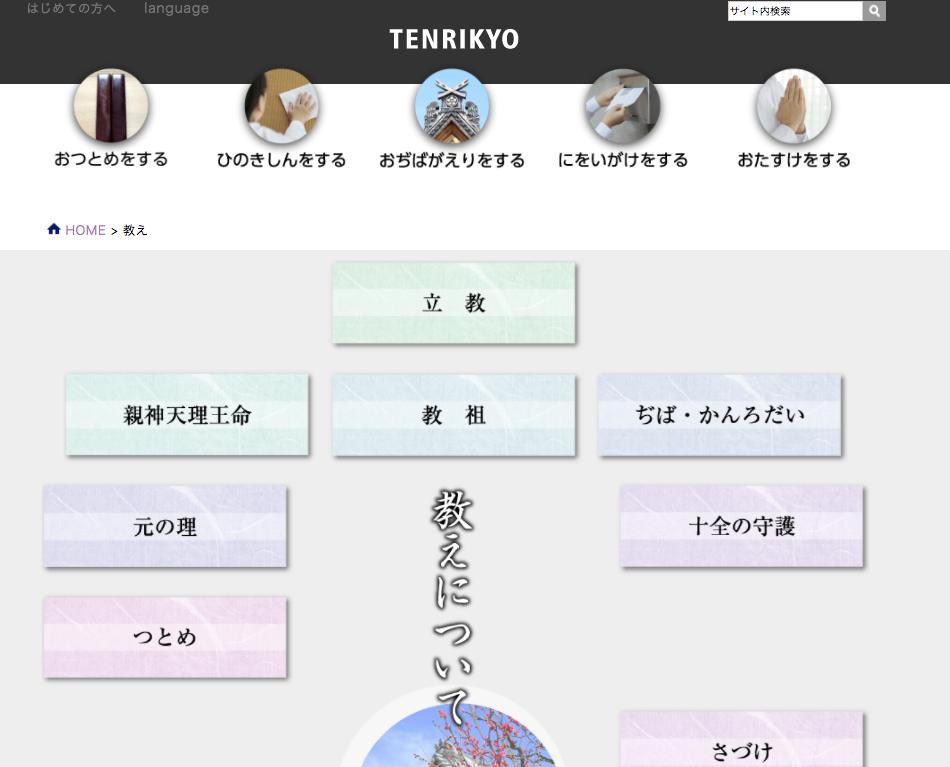 はじめての方へ language サイト内検索
TENRIKYO
おつとめをする ひのきしんをする おぢばがえりをする にをいがけをする おたすけをする
HOME > 教え
立 教
親神天理王命 教 祖 ぢば・かんろだい
元の理 十全の守護
教えについて
つとめ
さづけ